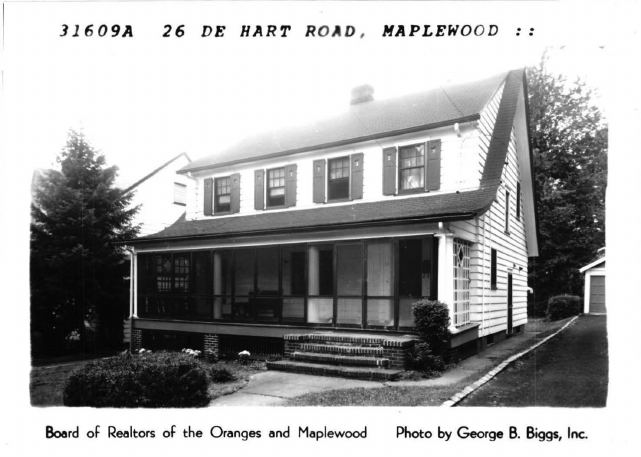 31609A 26 DE HART ROAD, MAPLEWOOD ::
Board of Realtors of the Oranges and Maplewood Photo by George B. Biggs, Inc.